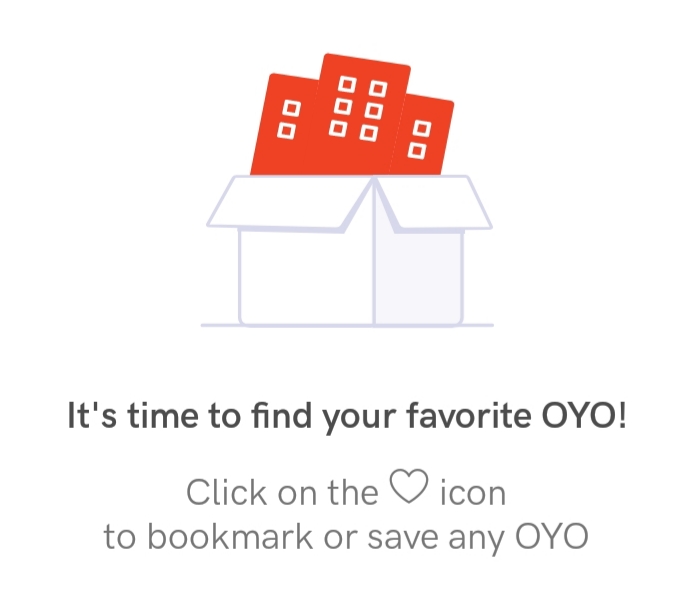 It's time to find your favorite OYO!
Click on the ♡ icon
to bookmark or save any OYO